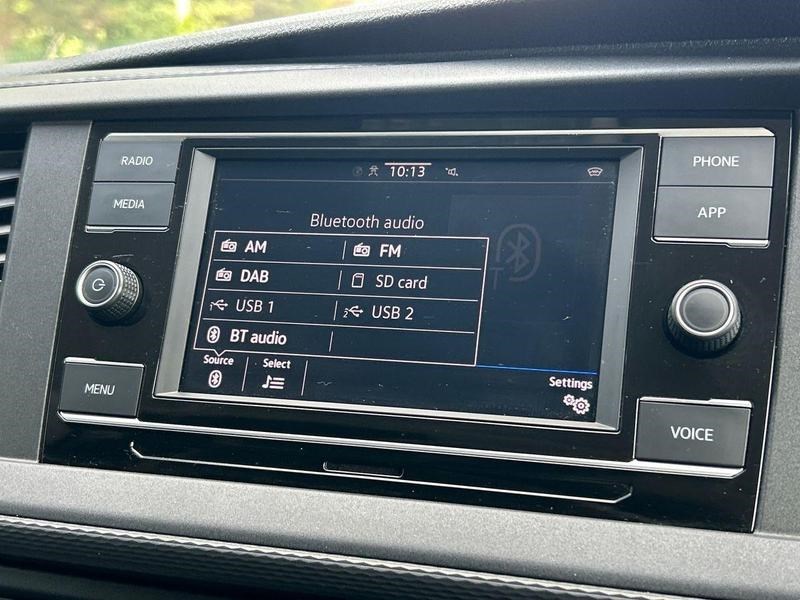 RADIO
MEDIA
MENU
10:13
Bluetooth audio
AM FM
DAB SD card
USB 1 USB 2
BT audio
Source Select
Settings
PHONE
APP
VOICE